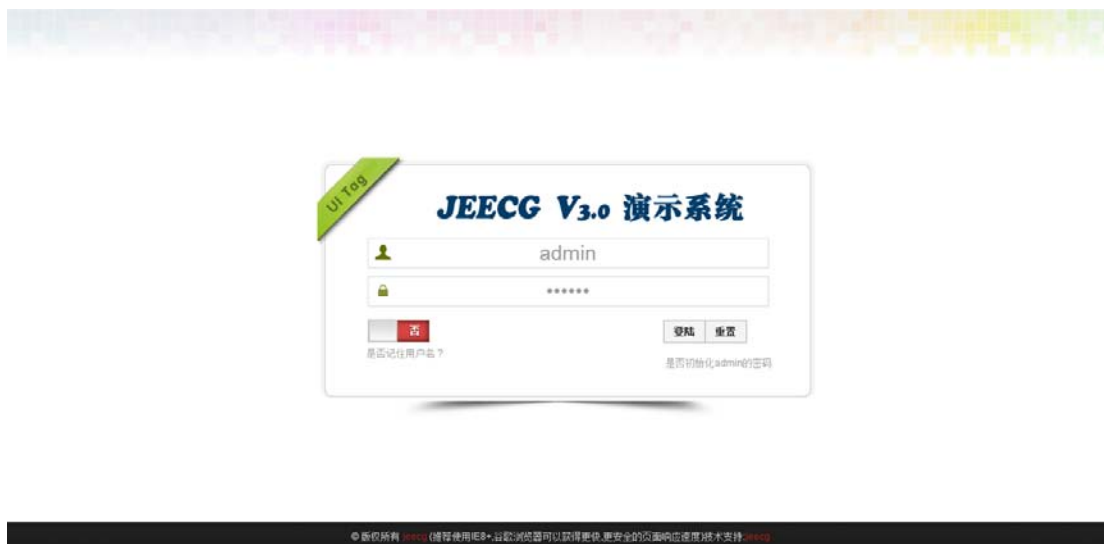 Ui Tag
JEECG V3.0 演示系统
admin
••••••
否
登陆 重置
是否记住用户名？
是否初始化admin的密码
© 版权所有 jeecg (推荐使用IE8+,谷歌浏览器可以获得更快,更安全的页面响应速度)技术支持:jeecg